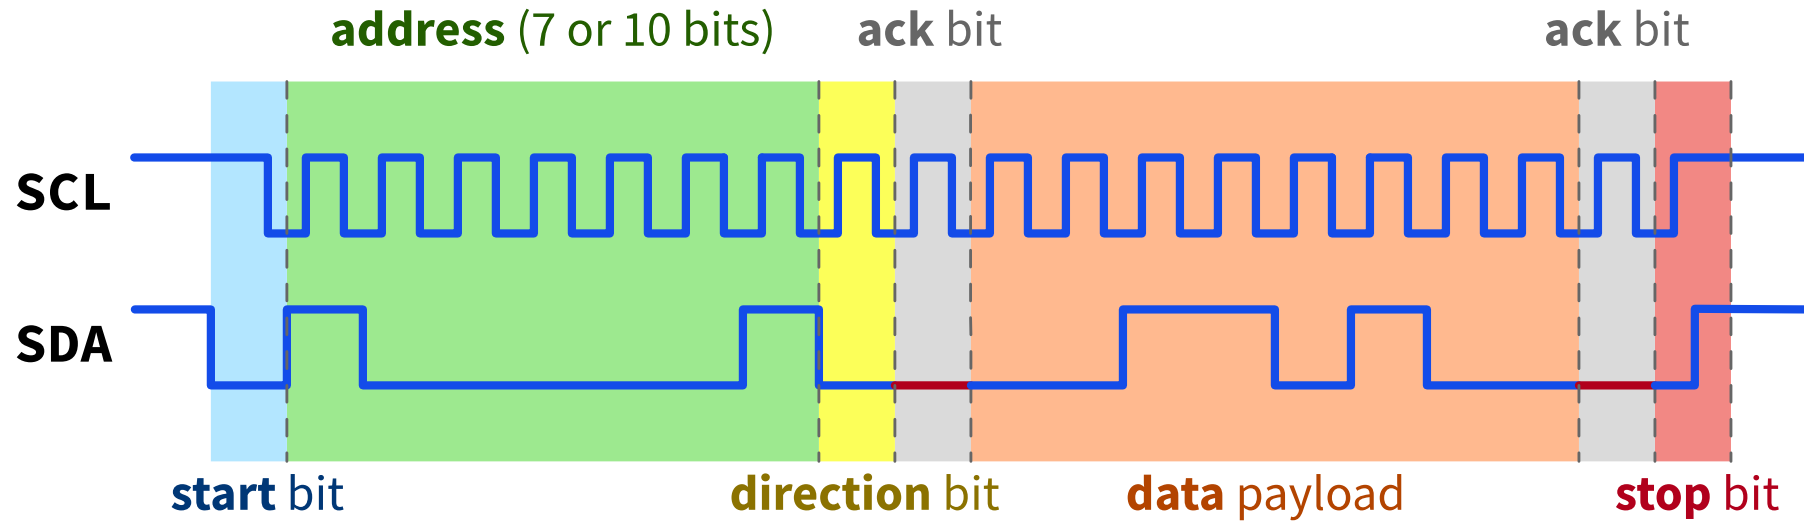 address (7 or 10 bits)
ack bit
ack bit
SCL
SDA
start bit
direction bit
data payload
stop bit